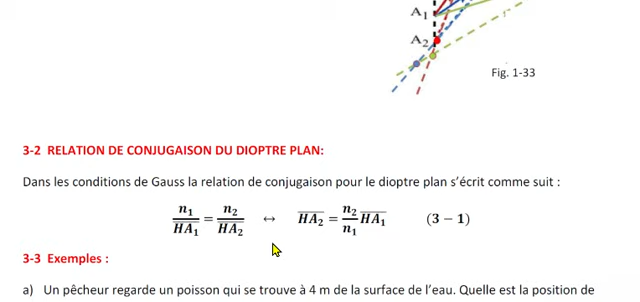 A₁
A₂
Fig. 1-33
3-2 RELATION DE CONJUGAISON DU DIOPTRE PLAN:
Dans les conditions de Gauss la relation de conjugaison pour le dioptre plan s'écrit comme suit :
n₁/HA₁ = n₂/HA₂ ↔ HA₂ = n₂/n₁ HA₁ (3 − 1)
3-3 Exemples :
a) Un pêcheur regarde un poisson qui se trouve à 4 m de la surface de l'eau. Quelle est la position de